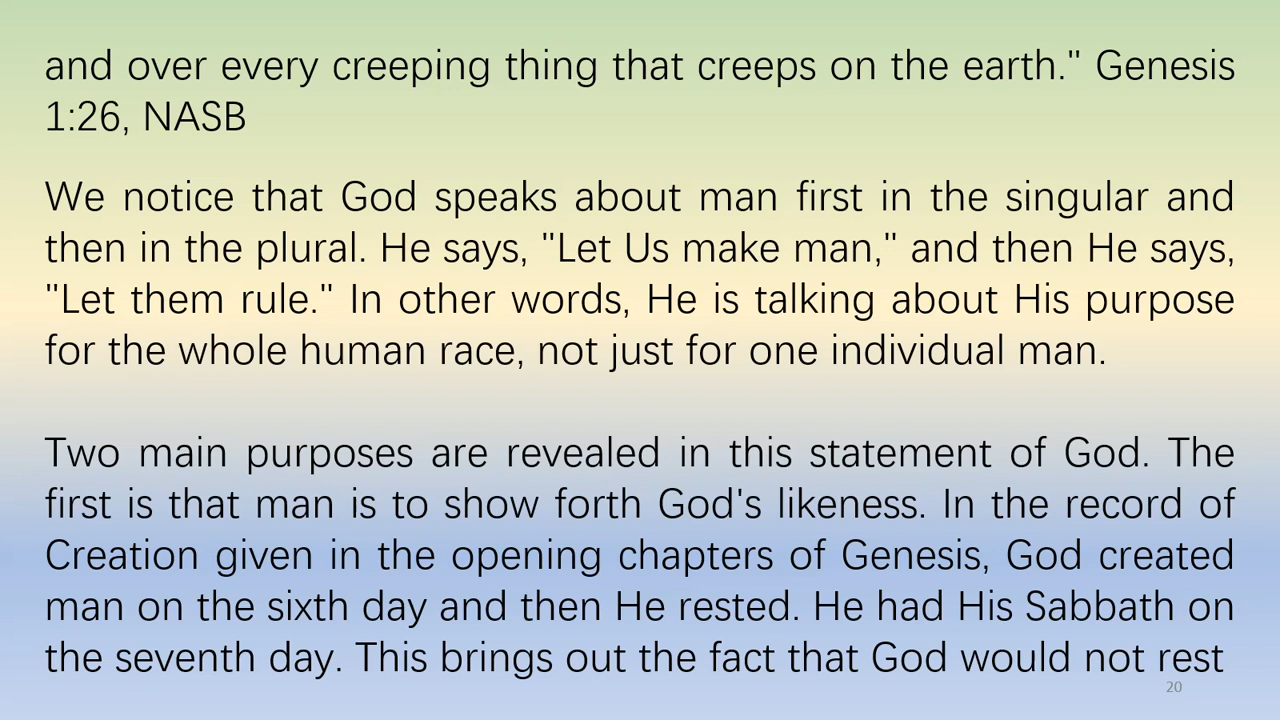 and over every creeping thing that creeps on the earth." Genesis
1:26, NASB
We notice that God speaks about man first in the singular and
then in the plural. He says, "Let Us make man," and then He says,
"Let them rule." In other words, He is talking about His purpose
for the whole human race, not just for one individual man.
Two main purposes are revealed in this statement of God. The
first is that man is to show forth God's likeness. In the record of
Creation given in the opening chapters of Genesis, God created
man on the sixth day and then He rested. He had His Sabbath on
the seventh day. This brings out the fact that God would not rest
20